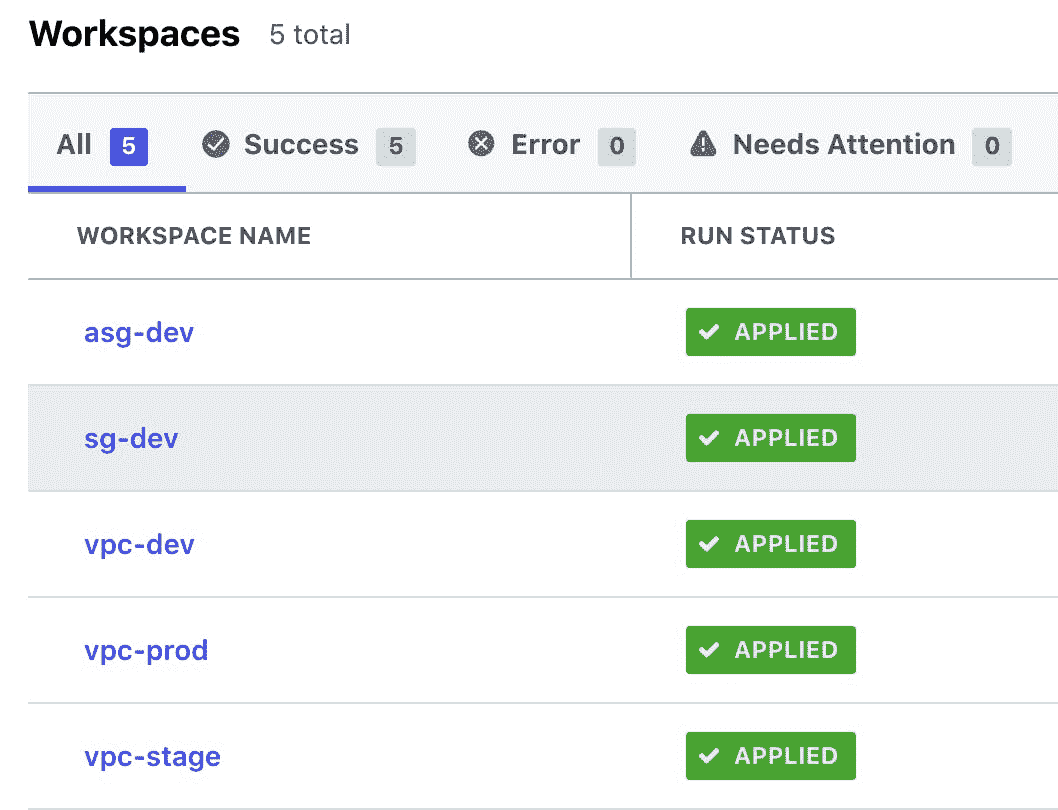 Workspaces 5 total
All 5 Success 5 Error 0 Needs Attention 0
WORKSPACE NAME RUN STATUS
asg-dev APPLIED
sg-dev APPLIED
vpc-dev APPLIED
vpc-prod APPLIED
vpc-stage APPLIED